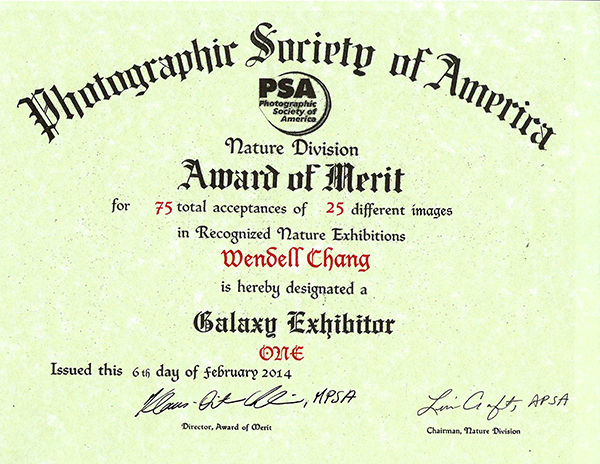 Photographic Society of America
PSA
Photographic
Society of
America
Nature Division
Award of Merit
for 75 total acceptances of 25 different images
in Recognized Nature Exhibitions
Wendell Chang
is hereby designated a
Galaxy Exhibitor
ONE
Issued this 6th day of February 2014
MPSA
APSA
Director, Award of Merit
Chairman, Nature Division